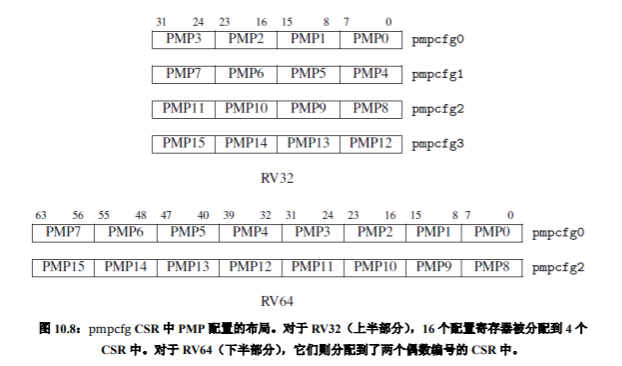 31 24 23 16 15 8 7 0
PMP3 PMP2 PMP1 PMP0 pmpcfg0
PMP7 PMP6 PMP5 PMP4 pmpcfg1
PMP11 PMP10 PMP9 PMP8 pmpcfg2
PMP15 PMP14 PMP13 PMP12 pmpcfg3
RV32
63 56 55 48 47 40 39 32 31 24 23 16 15 8 7 0
PMP7 PMP6 PMP5 PMP4 PMP3 PMP2 PMP1 PMP0 pmpcfg0
PMP15 PMP14 PMP13 PMP12 PMP11 PMP10 PMP9 PMP8 pmpcfg2
RV64
图 10.8：pmpcfg CSR 中 PMP 配置的布局。对于 RV32（上半部分），16 个配置寄存器被分配到 4 个
CSR 中。对于 RV64（下半部分），它们则分配到了两个偶数编号的 CSR 中。